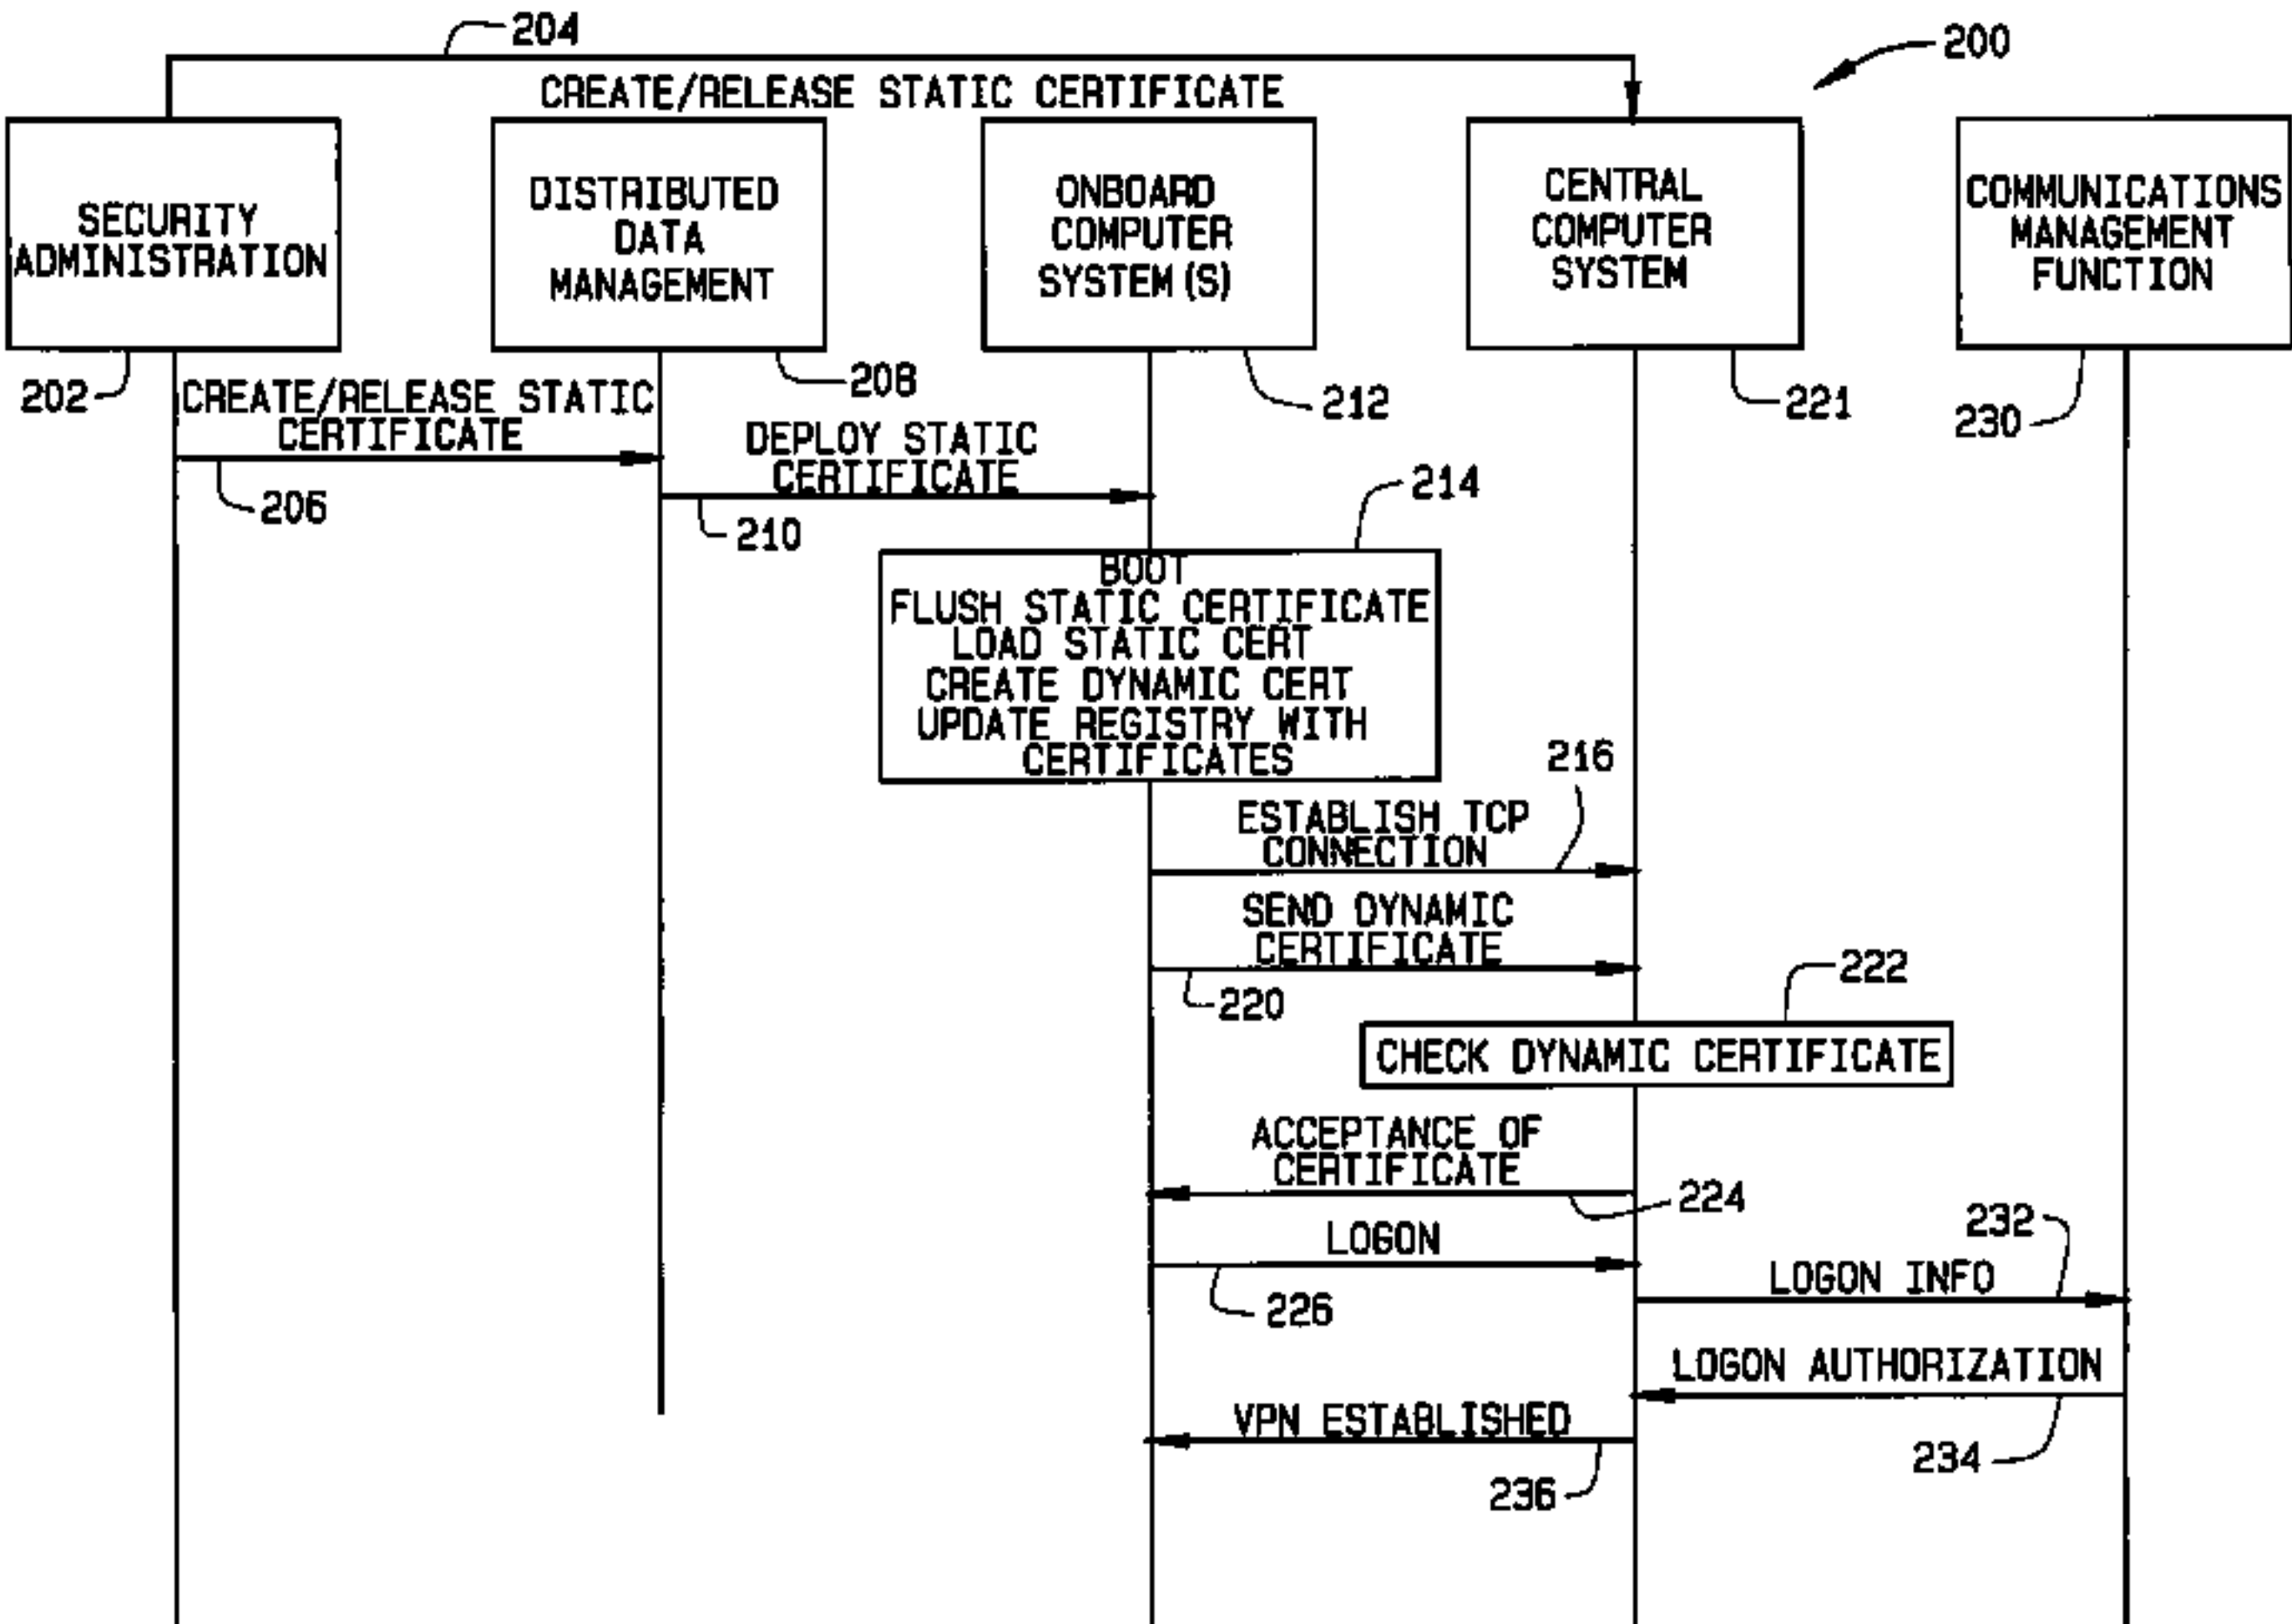 204
200
CREATE/RELEASE STATIC CERTIFICATE
SECURITY
ADMINISTRATION
DISTRIBUTED
DATA
MANAGEMENT
ONBOARD
COMPUTER
SYSTEM(S)
CENTRAL
COMPUTER
SYSTEM
COMMUNICATIONS
MANAGEMENT
FUNCTION
202
208
212
221
230
CREATE/RELEASE STATIC
CERTIFICATE
206
DEPLOY STATIC
CERTIFICATE
210
214
BOOT
FLUSH STATIC CERTIFICATE
LOAD STATIC CERT
CREATE DYNAMIC CERT
UPDATE REGISTRY WITH
CERTIFICATES
216
ESTABLISH TCP
CONNECTION
SEND DYNAMIC
CERTIFICATE
220
222
CHECK DYNAMIC CERTIFICATE
ACCEPTANCE OF
CERTIFICATE
224
LOGON
226
232
LOGON INFO
LOGON AUTHORIZATION
234
VPN ESTABLISHED
236